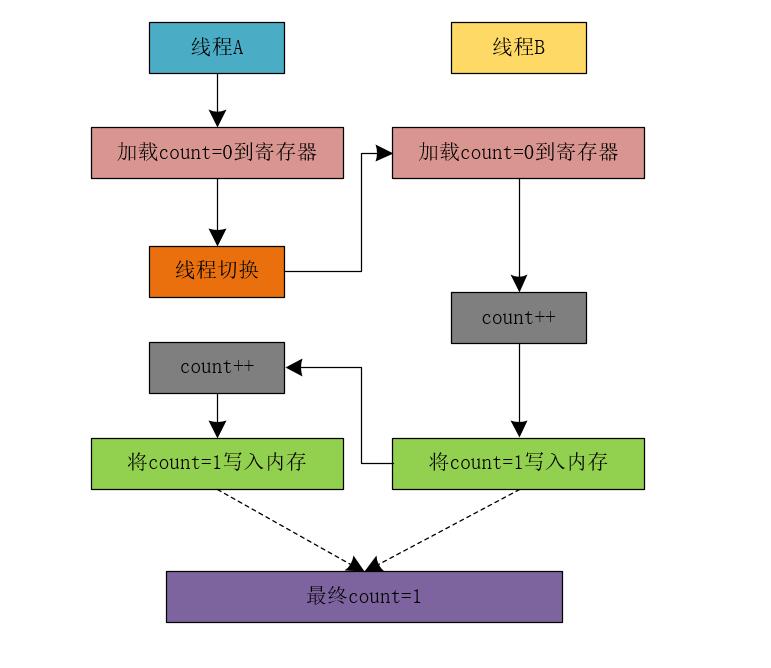 线程A
线程B
加载count=0到寄存器
加载count=0到寄存器
线程切换
count++
count++
将count=1写入内存
将count=1写入内存
最终count=1